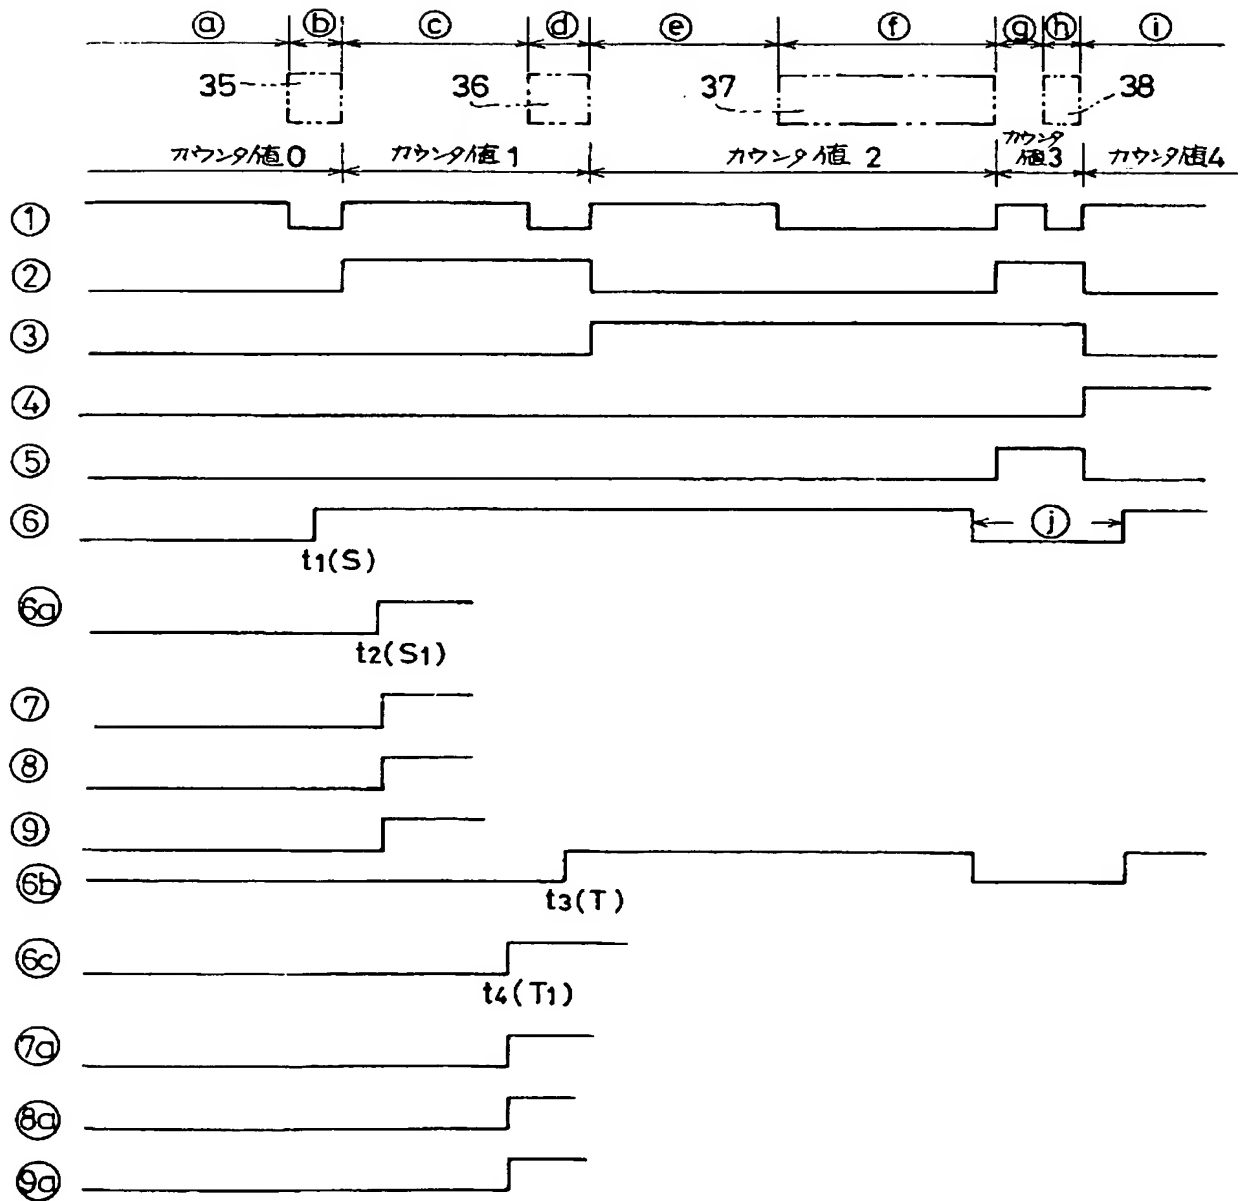 ⓐ ⓑ ⓒ ⓓ ⓔ ⓕ ⓖ ⓗ ⓘ
35 36 37 38
カウンタ値0 カウンタ値1 カウンタ値2 カウンタ値3 カウンタ値4
①
②
③
④
⑤
⑥ ⓙ
t1(S)
6a
t2(S1)
⑦
⑧
⑨
6b
t3(T)
6c
t4(T1)
7a
8a
9a